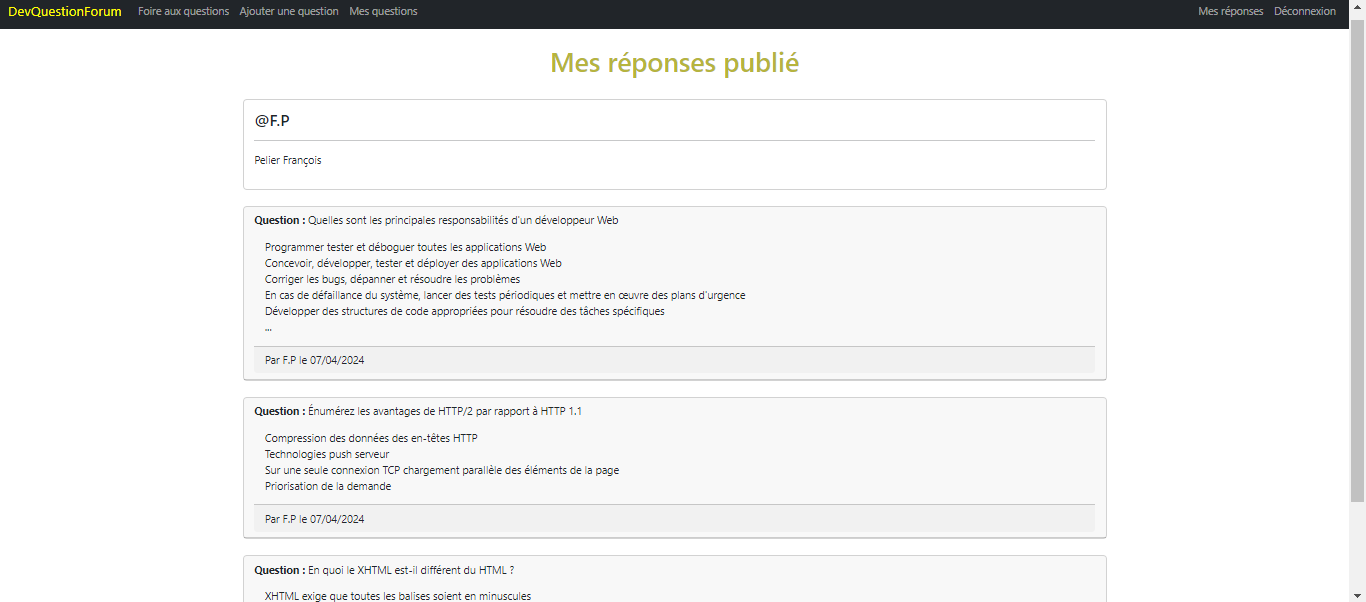 DevQuestionForum Foire aux questions Ajouter une question Mes questions Mes réponses Déconnexion
Mes réponses publié
@F.P
Pelier François
Question : Quelles sont les principales responsabilités d'un développeur Web
Programmer tester et déboguer toutes les applications Web
Concevoir, développer, tester et déployer des applications Web
Corriger les bugs, dépanner et résoudre les problèmes
En cas de défaillance du système, lancer des tests périodiques et mettre en œuvre des plans d'urgence
Développer des structures de code appropriées pour résoudre des tâches spécifiques
...
Par F.P le 07/04/2024
Question : Énumérez les avantages de HTTP/2 par rapport à HTTP 1.1
Compression des données des en-têtes HTTP
Technologies push serveur
Sur une seule connexion TCP chargement parallèle des éléments de la page
Priorisation de la demande
Par F.P le 07/04/2024
Question : En quoi le XHTML est-il différent du HTML ?
XHTML exige que toutes les balises soient en minuscules